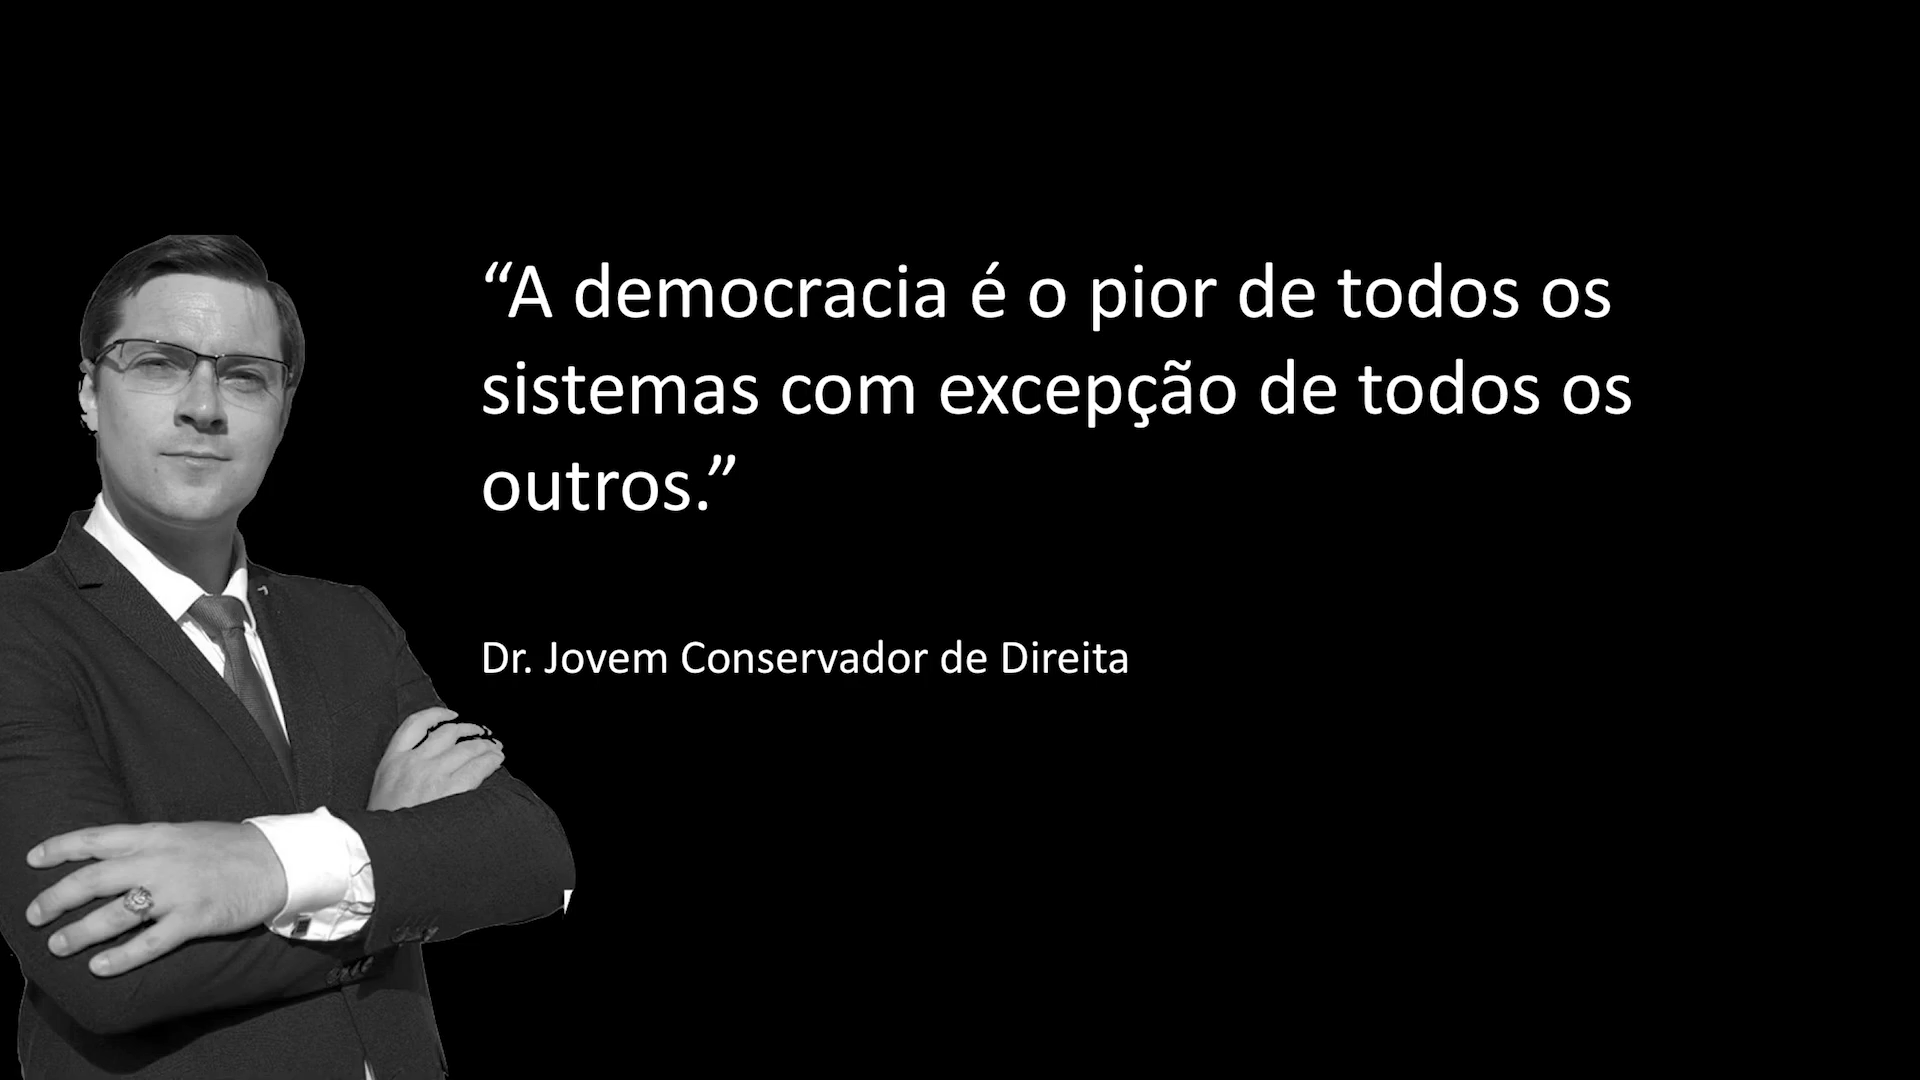 “A democracia é o pior de todos os
sistemas com excepção de todos os
outros.”
Dr. Jovem Conservador de Direita